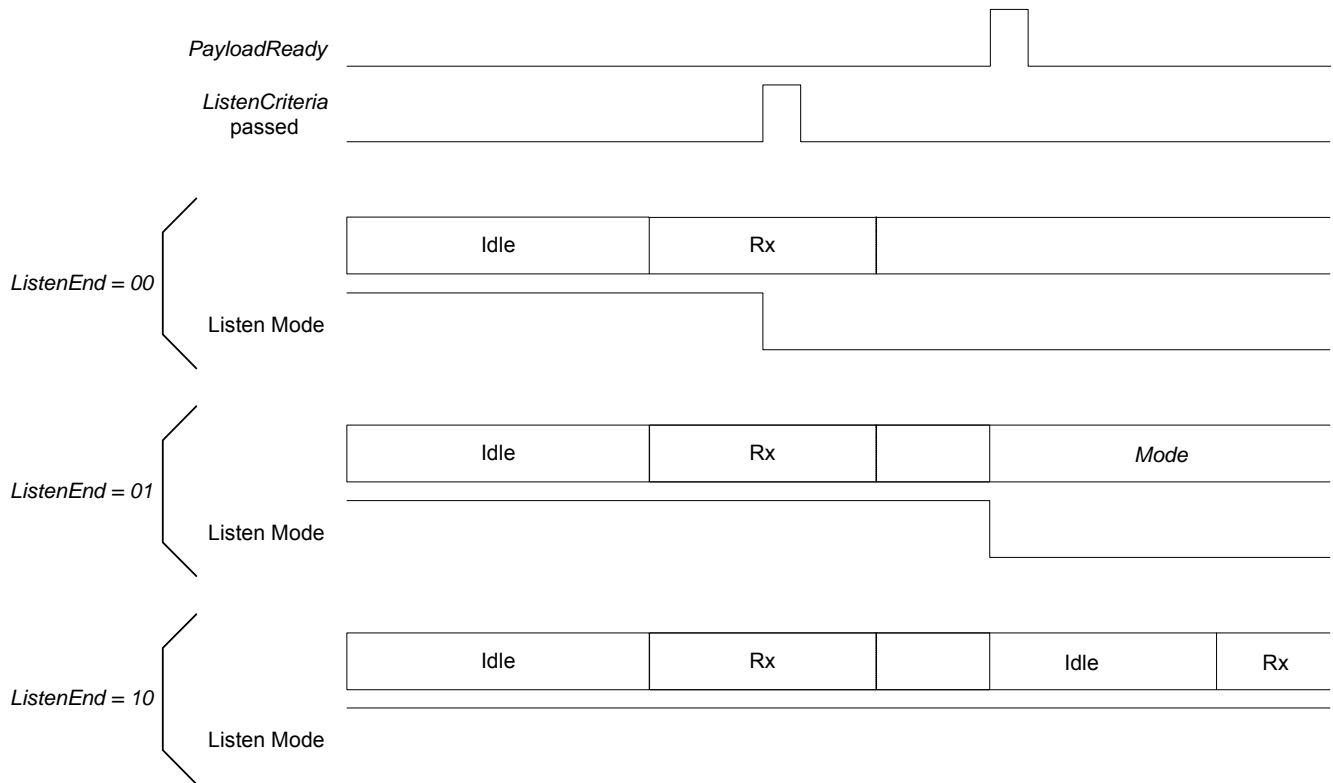 PayloadReady
ListenCriteria
passed
Idle Rx
ListenEnd = 00
Listen Mode
Idle Rx Mode
ListenEnd = 01
Listen Mode
Idle Rx Idle Rx
ListenEnd = 10
Listen Mode